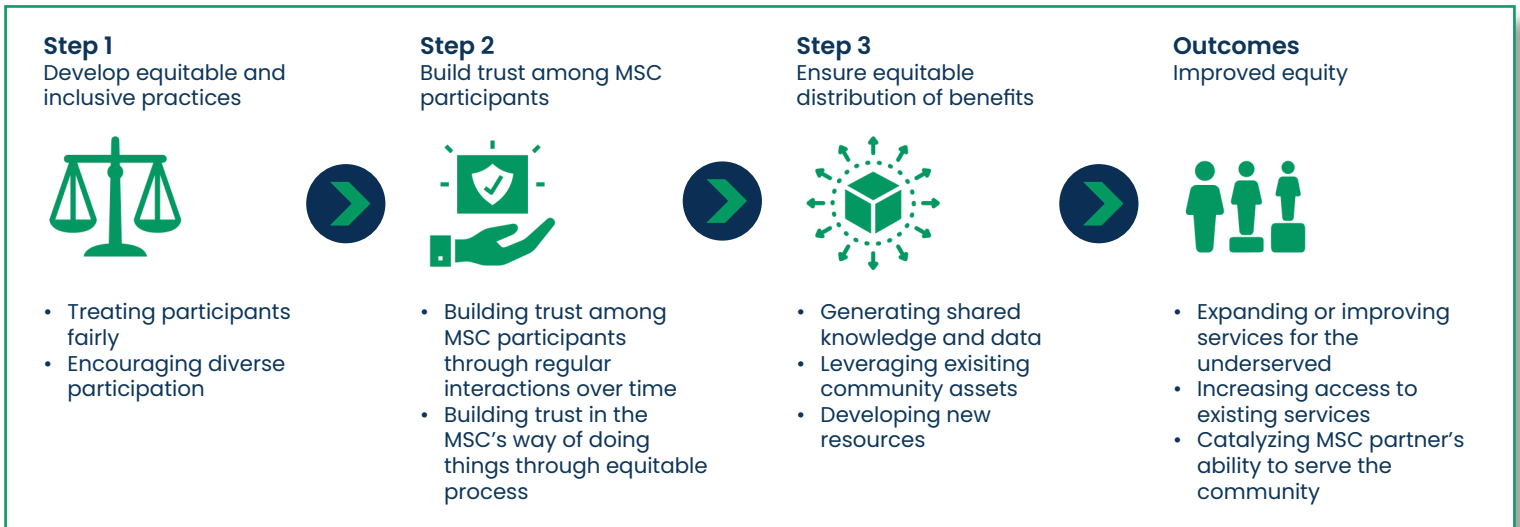 Step 1
Develop equitable and
inclusive practices
• Treating participants
fairly
• Encouraging diverse
participation
Step 2
Build trust among MSC
participants
• Building trust among
MSC participants
through regular
interactions over time
• Building trust in the
MSC’s way of doing
things through equitable
process
Step 3
Ensure equitable
distribution of benefits
• Generating shared
knowledge and data
• Leveraging exisiting
community assets
• Developing new
resources
Outcomes
Improved equity
• Expanding or improving
services for the
underserved
• Increasing access to
existing services
• Catalyzing MSC partner’s
ability to serve the
community